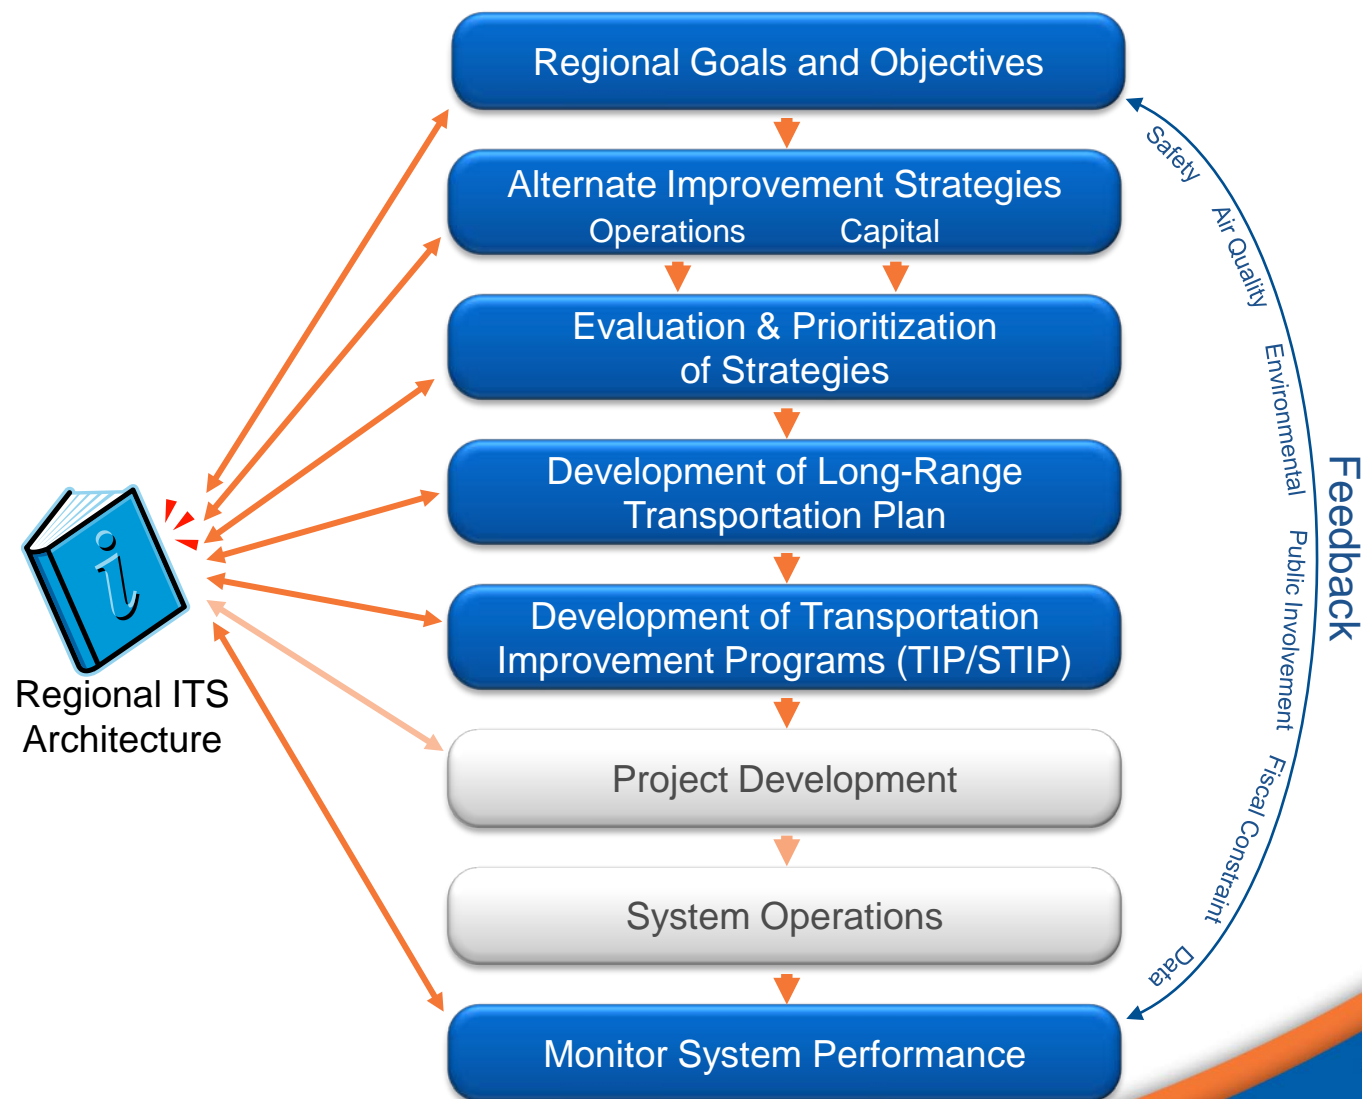 Regional Goals and Objectives
Alternate Improvement Strategies
Operations Capital
Evaluation & Prioritization
of Strategies
Development of Long-Range
Transportation Plan
Development of Transportation
Improvement Programs (TIP/STIP)
Project Development
System Operations
Monitor System Performance
i
Regional ITS
Architecture
Safety
Air Quality
Environmental
Public Involvement
Fiscal Constraint
Data
Feedback